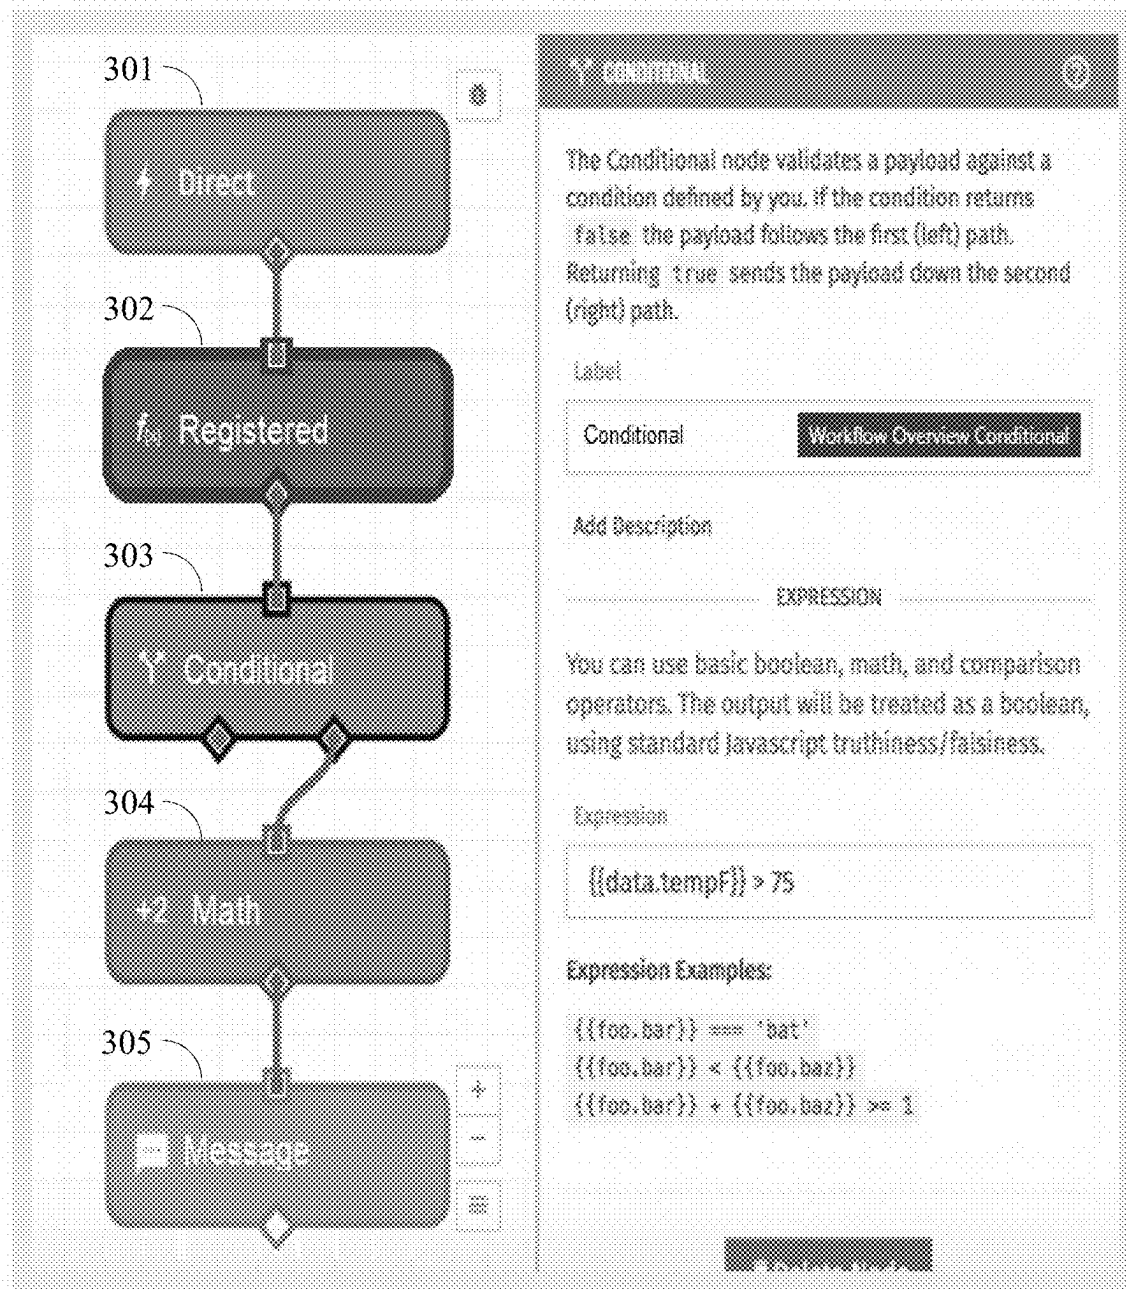 301
Direct
302
Registered
303
Conditional
304
+2 Math
305
Message
CONDITIONAL
The Conditional node validates a payload against a
condition defined by you. If the condition returns
false the payload follows the first (left) path.
Returning true sends the payload down the second
(right) path.
Label
Conditional
Workflow Overview Conditional
Add Description
EXPRESSION
You can use basic boolean, math, and comparison
operators. The output will be treated as a boolean,
using standard Javascript truthiness/falsiness.
Expression
{{data.tempF}} > 75
Expression Examples:
{{foo.bar}} === 'bat'
{{foo.bar}} < {{foo.baz}}
{{foo.bar}} + {{foo.baz}} >= 1